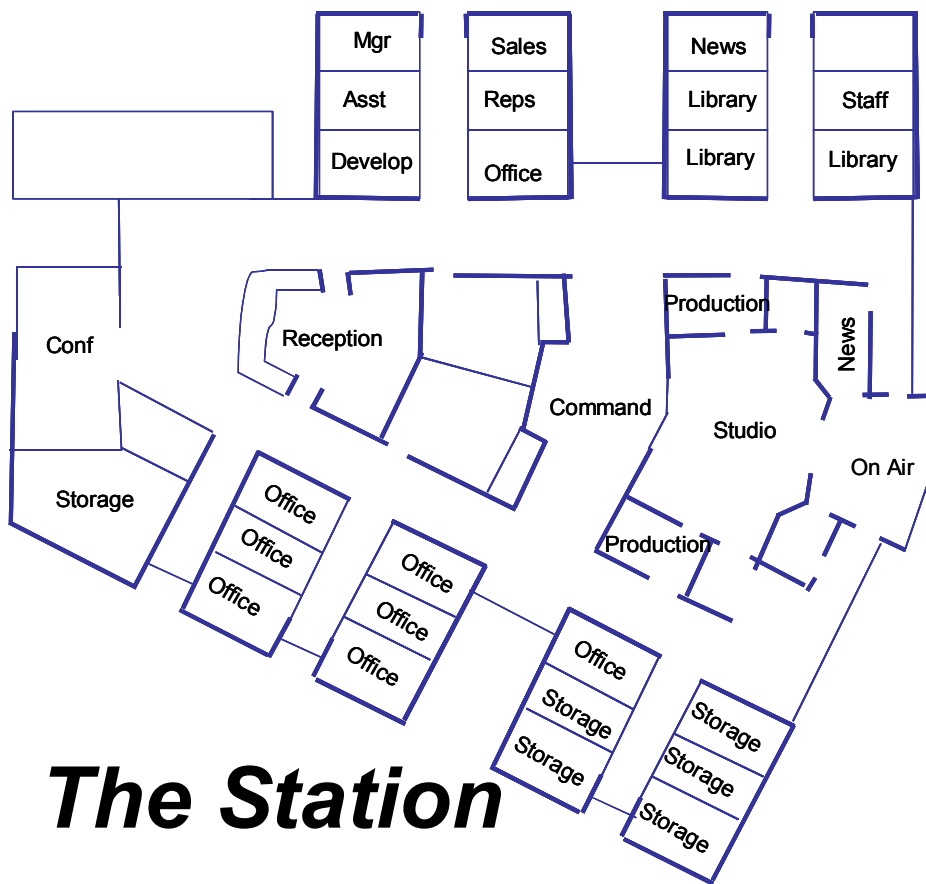 Mgr
Sales
News
Asst
Reps
Library
Staff
Develop
Office
Library
Library
Production
Conf
Reception
News
Command
Studio
On Air
Storage
Office
Office
Office
Production
Office
Office
Office
Office
Storage
Storage
Storage
Storage
Storage
The Station